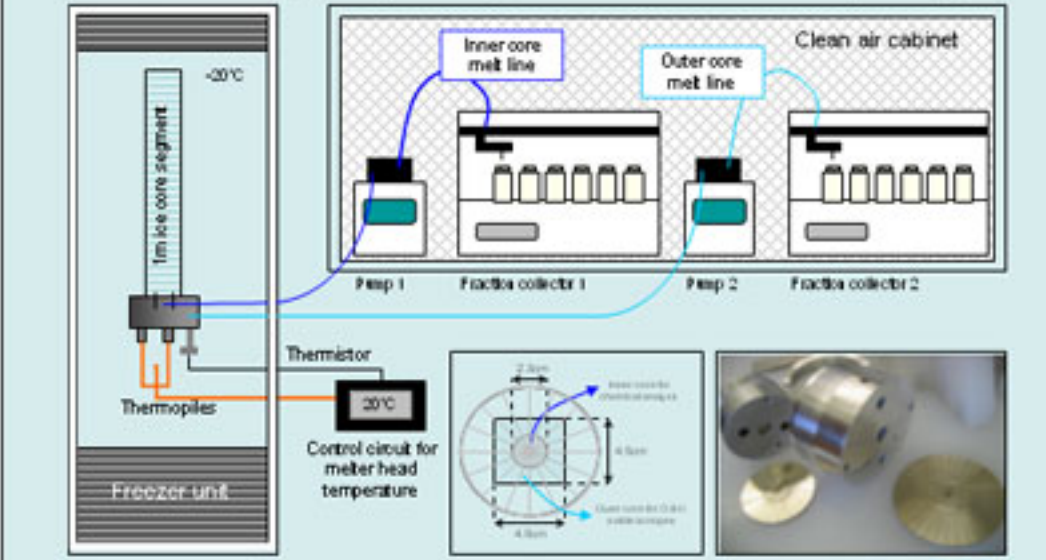 -20°C
1m ice core segment
Inner core
melt line
Outer core
melt line
Clean air cabinet
Pump 1
Fraction collector 1
Pump 2
Fraction collector 2
Thermistor
Thermopiles
20°C
Control circuit for
melter head
temperature
Freezer unit
4.8cm